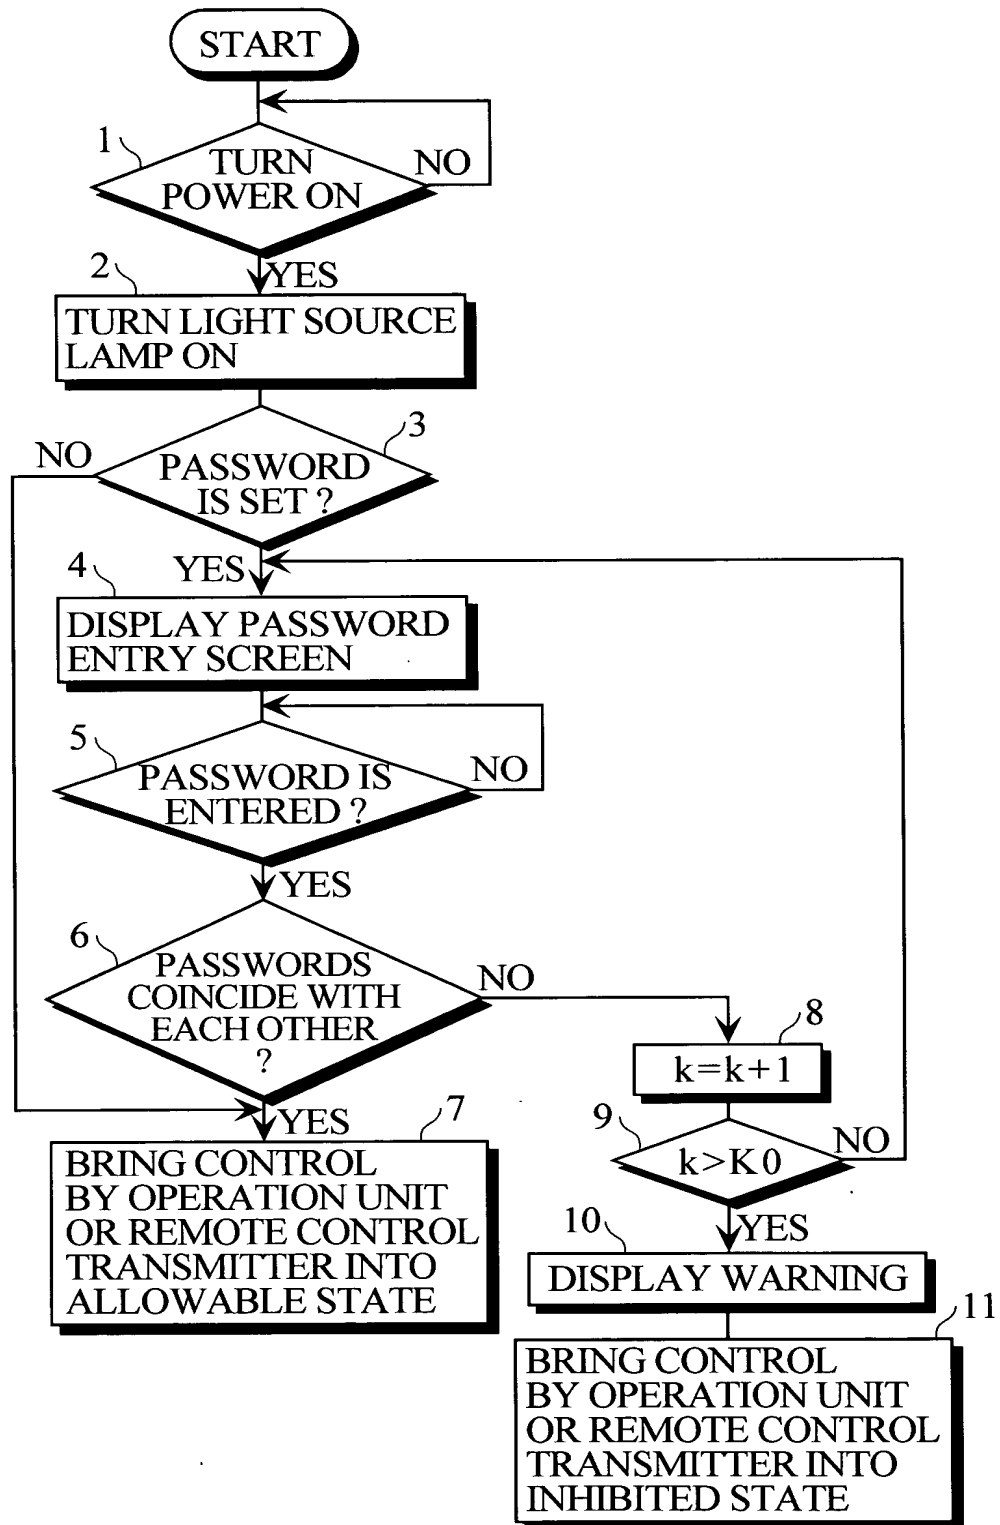 START
1
TURN
POWER ON
NO
YES
2
TURN LIGHT SOURCE
LAMP ON
3
NO
PASSWORD
IS SET ?
YES
4
DISPLAY PASSWORD
ENTRY SCREEN
5
PASSWORD IS
ENTERED ?
NO
YES
6
PASSWORDS
COINCIDE WITH
EACH OTHER
?
NO
YES
7
BRING CONTROL
BY OPERATION UNIT
OR REMOTE CONTROL
TRANSMITTER INTO
ALLOWABLE STATE
8
k=k+1
9
k>K0
NO
YES
10
DISPLAY WARNING
11
BRING CONTROL
BY OPERATION UNIT
OR REMOTE CONTROL
TRANSMITTER INTO
INHIBITED STATE